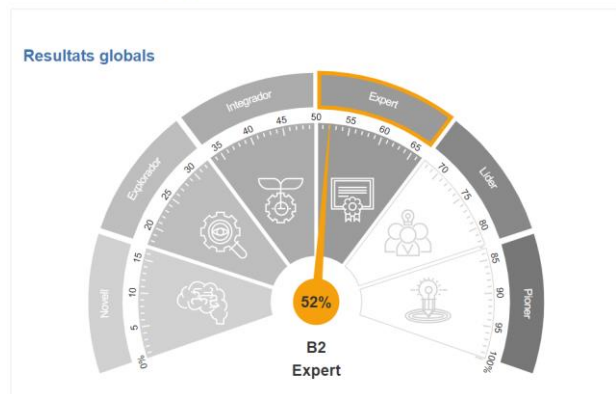 Resultats globals
Novell
Explorador
Integrador
Expert
Líder
Pioner
%0
5
10
15
20
25
30
35
40
45
50
55
60
65
70
75
80
85
90
95
100%
52%
B2
Expert